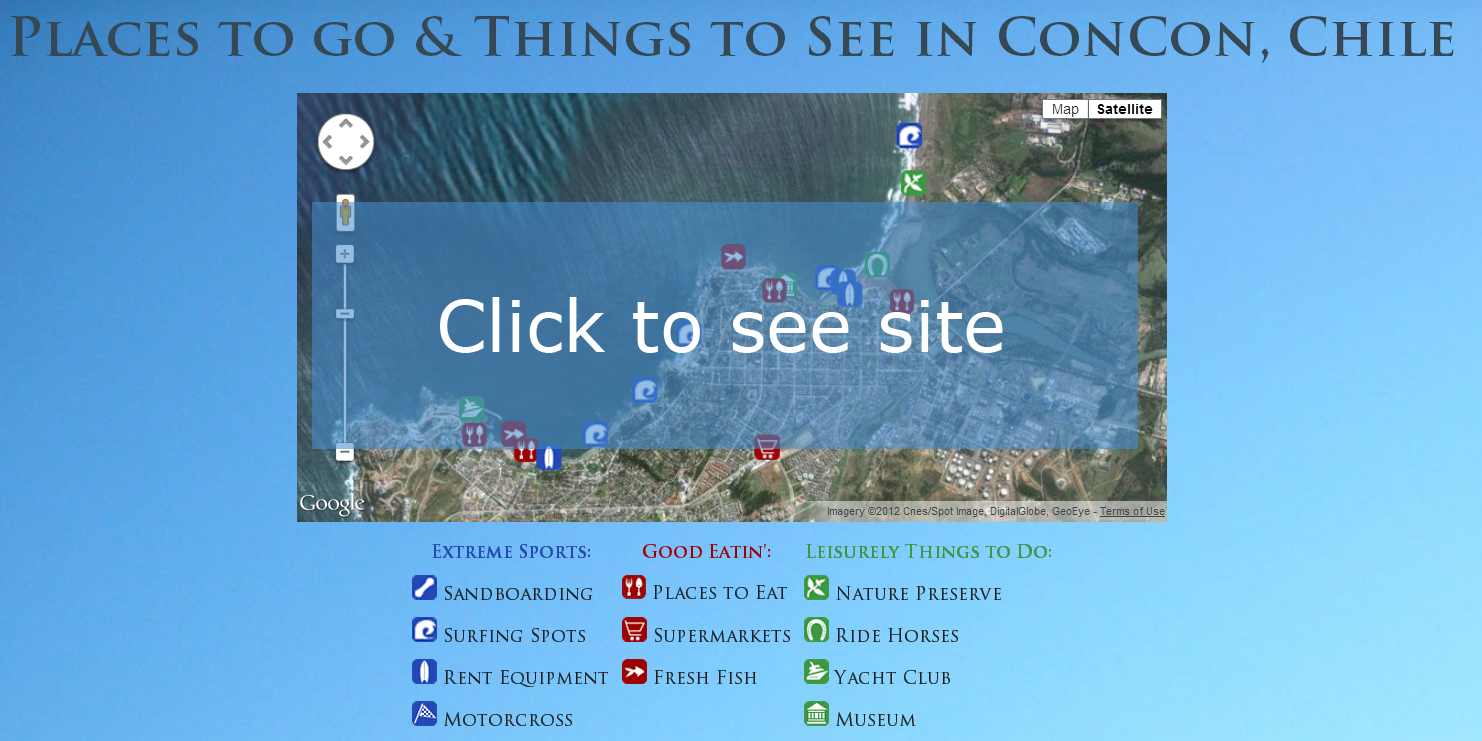 Places to go & Things to See in ConCon, Chile
Map Satellite
Click to see site
Google
Imagery ©2012 Cnes/Spot Image, DigitalGlobe, GeoEye - Terms of Use
Extreme Sports: Good Eatin': Leisurely Things to Do:
Sandboarding Places to Eat Nature Preserve
Surfing Spots Supermarkets Ride Horses
Rent Equipment Fresh Fish Yacht Club
Motorcross Museum